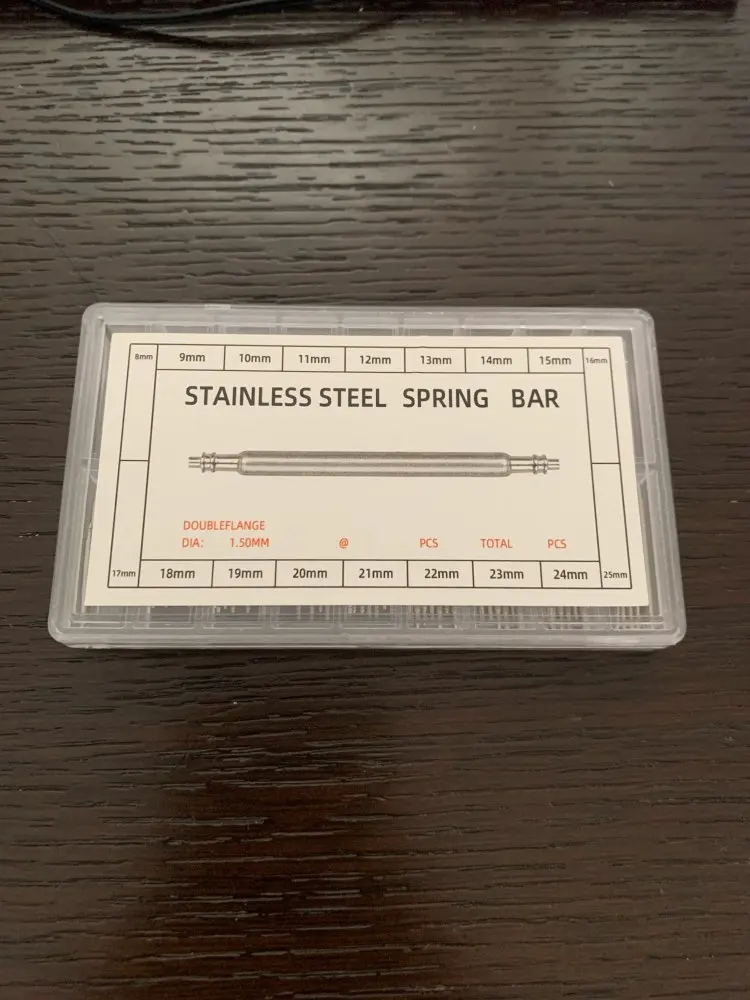 8mm 9mm 10mm 11mm 12mm 13mm 14mm 15mm 16mm
STAINLESS STEEL SPRING BAR
DOUBLEFLANGE
DIA: 1.50MM @ PCS TOTAL PCS
17mm 18mm 19mm 20mm 21mm 22mm 23mm 24mm 25mm